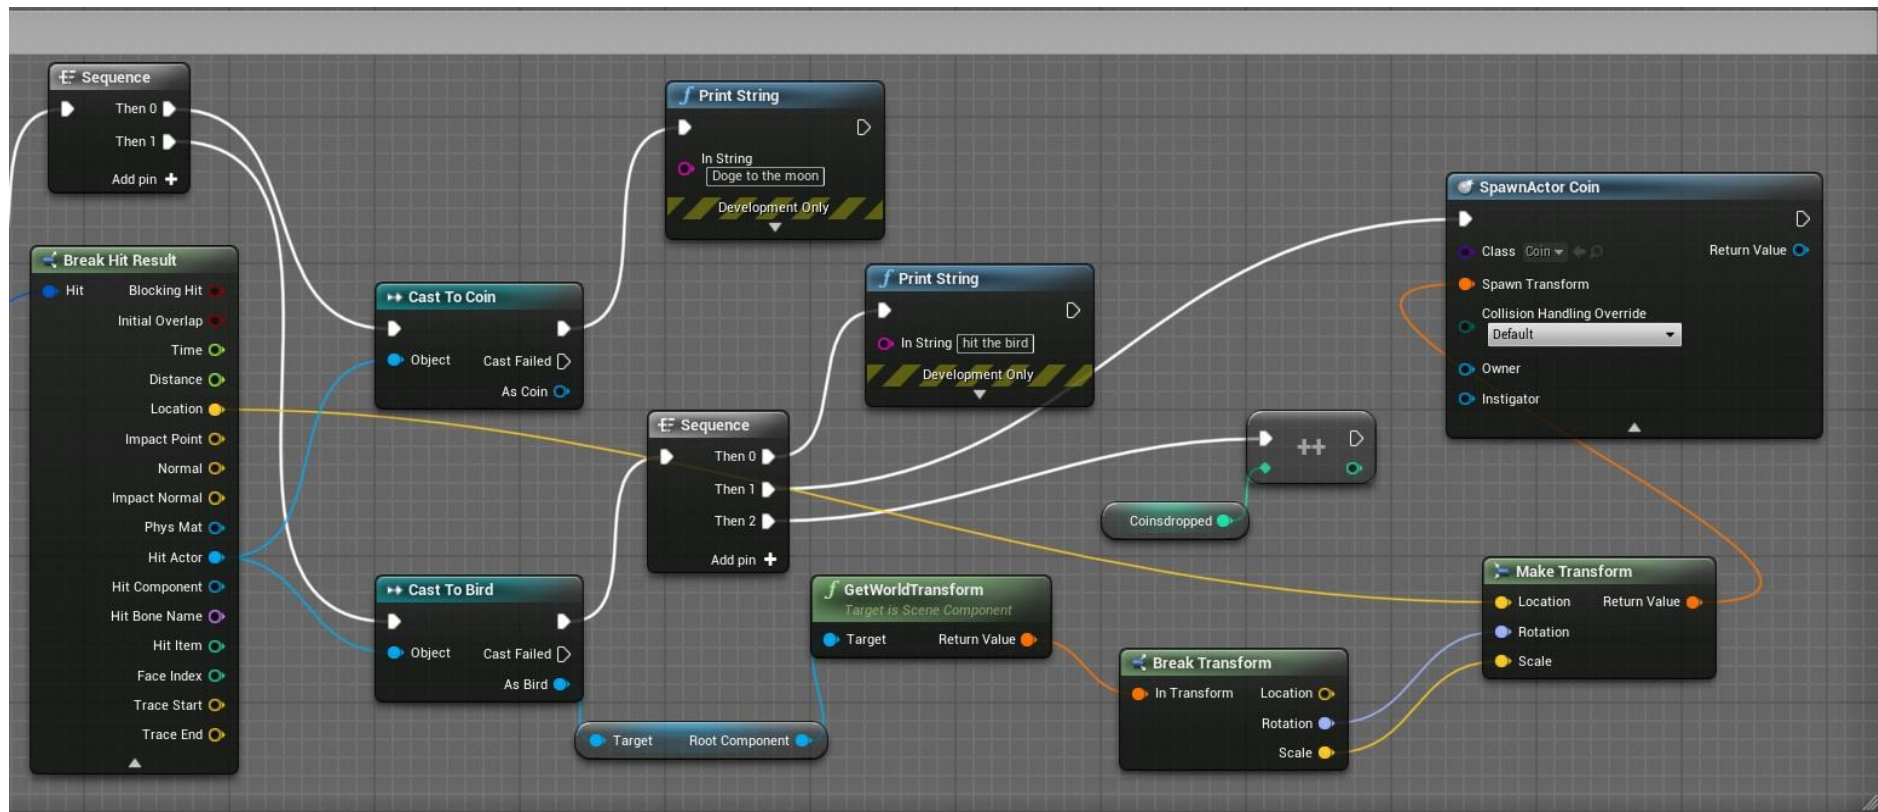 Sequence
Then 0
Then 1
Add pin +
Break Hit Result
Hit Blocking Hit
Initial Overlap
Time
Distance
Location
Impact Point
Normal
Impact Normal
Phys Mat
Hit Actor
Hit Component
Hit Bone Name
Hit Item
Face Index
Trace Start
Trace End
Cast To Coin
Object Cast Failed
As Coin
Print String
In String
Doge to the moon
Development Only
Cast To Bird
Object Cast Failed
As Bird
Sequence
Then 0
Then 1
Then 2
Add pin +
Print String
In String hit the bird
Development Only
Target Root Component
GetWorldTransform
Target is Scene Component
Target Return Value
Coinsdropped
++
Break Transform
In Transform Location
Rotation
Scale
SpawnActor Coin
Class Coin Return Value
Spawn Transform
Collision Handling Override
Default
Owner
Instigator
Make Transform
Location Return Value
Rotation
Scale